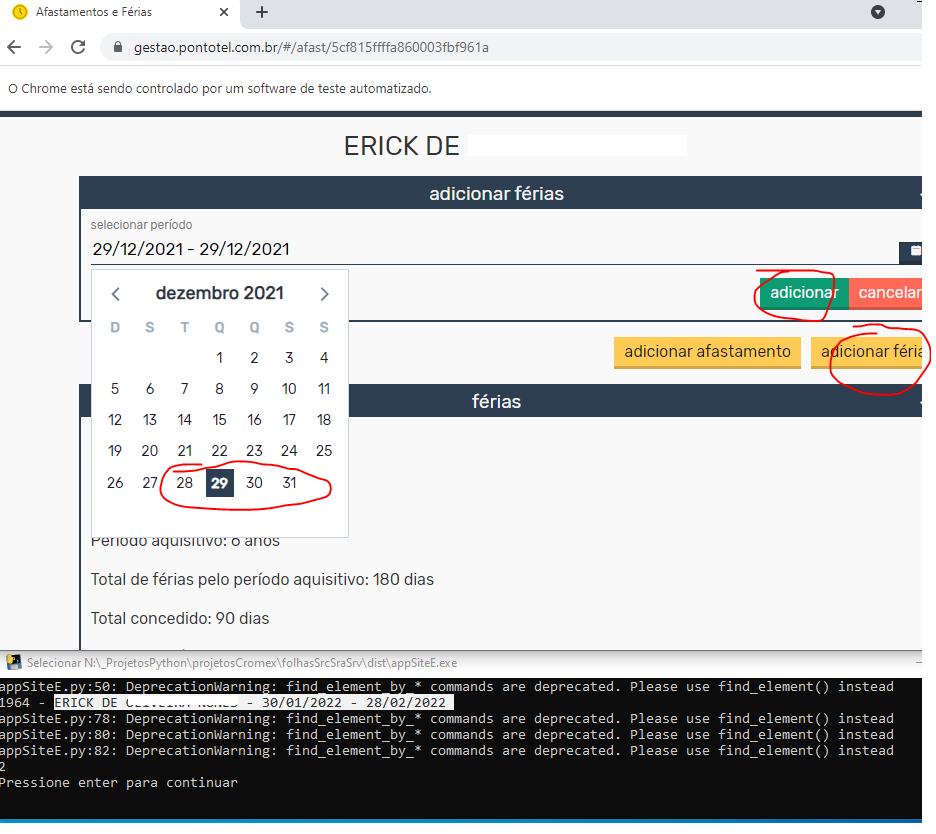 Afastamentos e Férias
gestao.pontotel.com.br/#/afast/5cf815ffffa860003fbf961a
O Chrome está sendo controlado por um software de teste automatizado.
ERICK DE
adicionar férias
selecionar período
29/12/2021 - 29/12/2021
dezembro 2021
adicionar cancelar
D S T Q Q S S
1 2 3 4
adicionar afastamento adicionar féria
5 6 7 8 9 10 11
férias
12 13 14 15 16 17 18
19 20 21 22 23 24 25
26 27 28 29 30 31
Período aquisitivo: 6 anos
Total de férias pelo período aquisitivo: 180 dias
Total concedido: 90 dias
Selecionar N:\_ProjetosPython\projetosCromex\folhasSrcSraSrv\dist\appSiteE.exe
appSiteE.py:50: DeprecationWarning: find_element_by_* commands are deprecated. Please use find_element() instead
1964 - ERICK DE - 30/01/2022 - 28/02/2022
appSiteE.py:78: DeprecationWarning: find_element_by_* commands are deprecated. Please use find_element() instead
appSiteE.py:80: DeprecationWarning: find_element_by_* commands are deprecated. Please use find_element() instead
appSiteE.py:82: DeprecationWarning: find_element_by_* commands are deprecated. Please use find_element() instead
2
Pressione enter para continuar